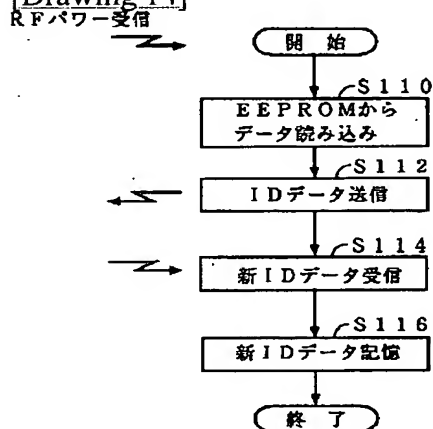 RFパワー受信
開 始
S110
EEPROMから
データ読み込み
S112
IDデータ送信
S114
新IDデータ受信
S116
新IDデータ記憶
終 了